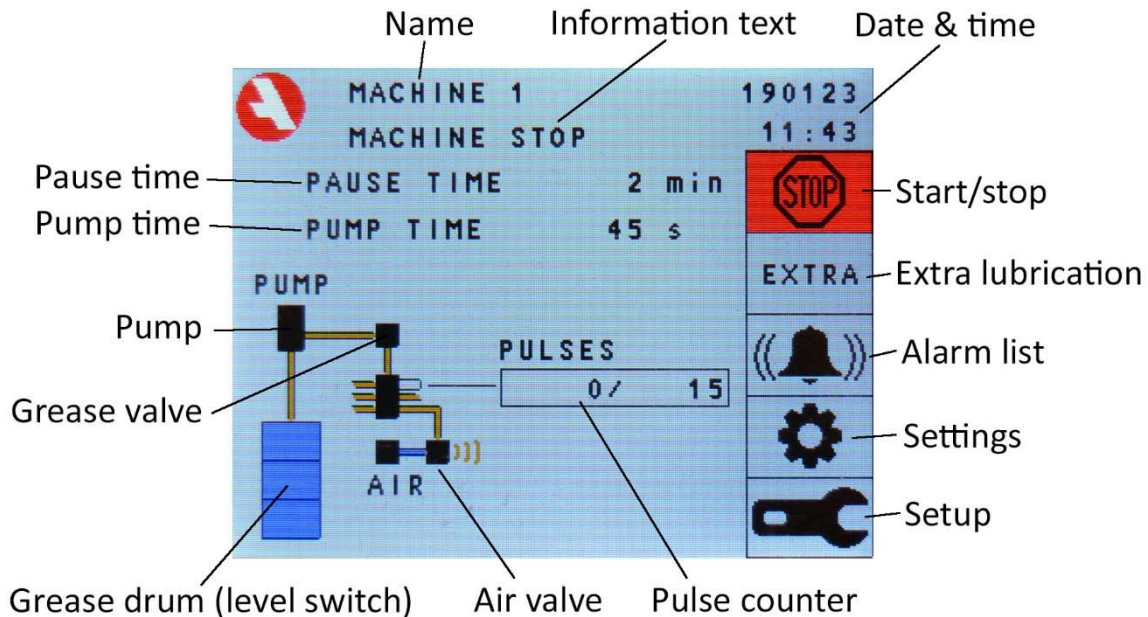 Name
Information text
Date & time
MACHINE 1
190123
MACHINE STOP
11:43
Pause time
PAUSE TIME 2 min
STOP
Start/stop
Pump time
PUMP TIME 45 s
EXTRA
Extra lubrication
PUMP
Pump
PULSES
Alarm list
0/ 15
Grease valve
Settings
AIR
Setup
Grease drum (level switch)
Air valve
Pulse counter